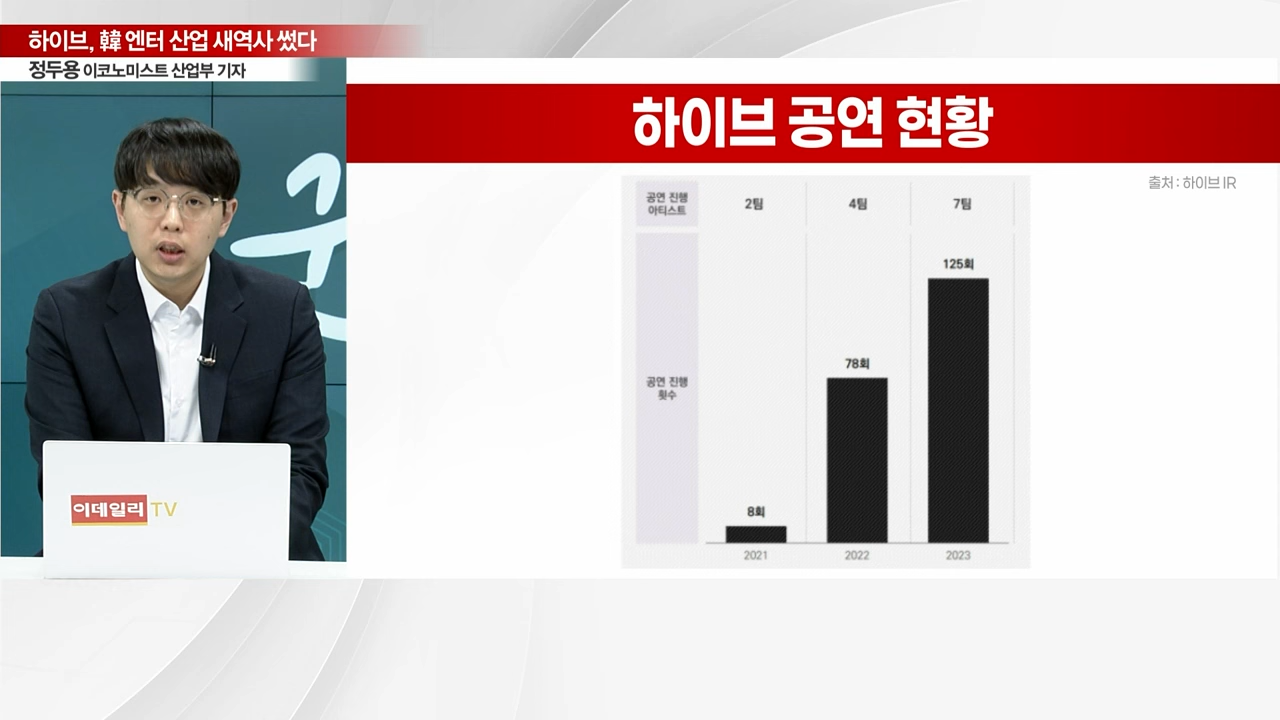 하이브, 韓 엔터 산업 새역사 썼다
정두용 이코노미스트 산업부 기자
하이브 공연 현황
출처 : 하이브 IR
공연 진행
아티스트
2팀
4팀
7팀
125회
78회
공연 진행
횟수
8회
2021
2022
2023
이데일리 TV